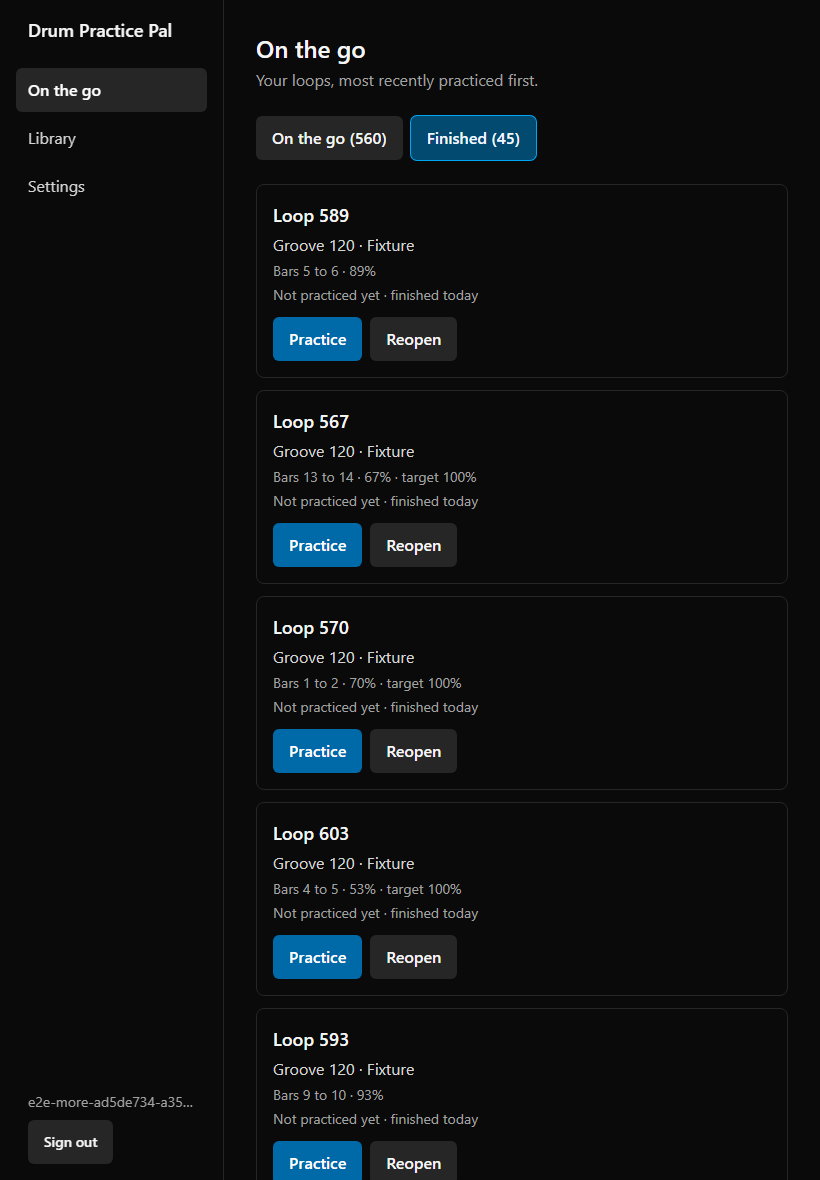 Drum Practice Pal
On the go
Library
Settings
e2e-more-ad5de734-a35...
Sign out
On the go
Your loops, most recently practiced first.
On the go (560)
Finished (45)
Loop 589
Groove 120 · Fixture
Bars 5 to 6 · 89%
Not practiced yet · finished today
Practice
Reopen
Loop 567
Groove 120 · Fixture
Bars 13 to 14 · 67% · target 100%
Not practiced yet · finished today
Practice
Reopen
Loop 570
Groove 120 · Fixture
Bars 1 to 2 · 70% · target 100%
Not practiced yet · finished today
Practice
Reopen
Loop 603
Groove 120 · Fixture
Bars 4 to 5 · 53% · target 100%
Not practiced yet · finished today
Practice
Reopen
Loop 593
Groove 120 · Fixture
Bars 9 to 10 · 93%
Not practiced yet · finished today
Practice
Reopen